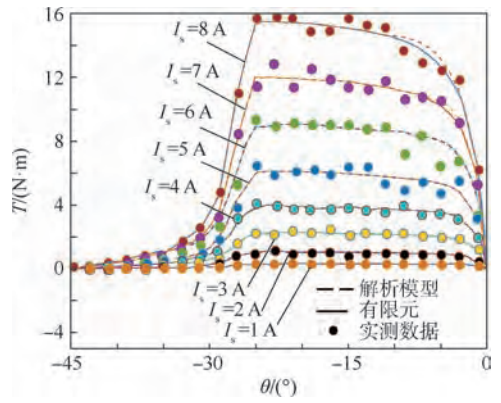 16
12
8
4
0
-4
T/(N·m)
I_s=8 A
I_s=7 A
I_s=6 A
I_s=5 A
I_s=4 A
I_s=3 A
I_s=2 A
I_s=1 A
解析模型
有限元
实测数据
-45 -30 -15 0
θ/(°)